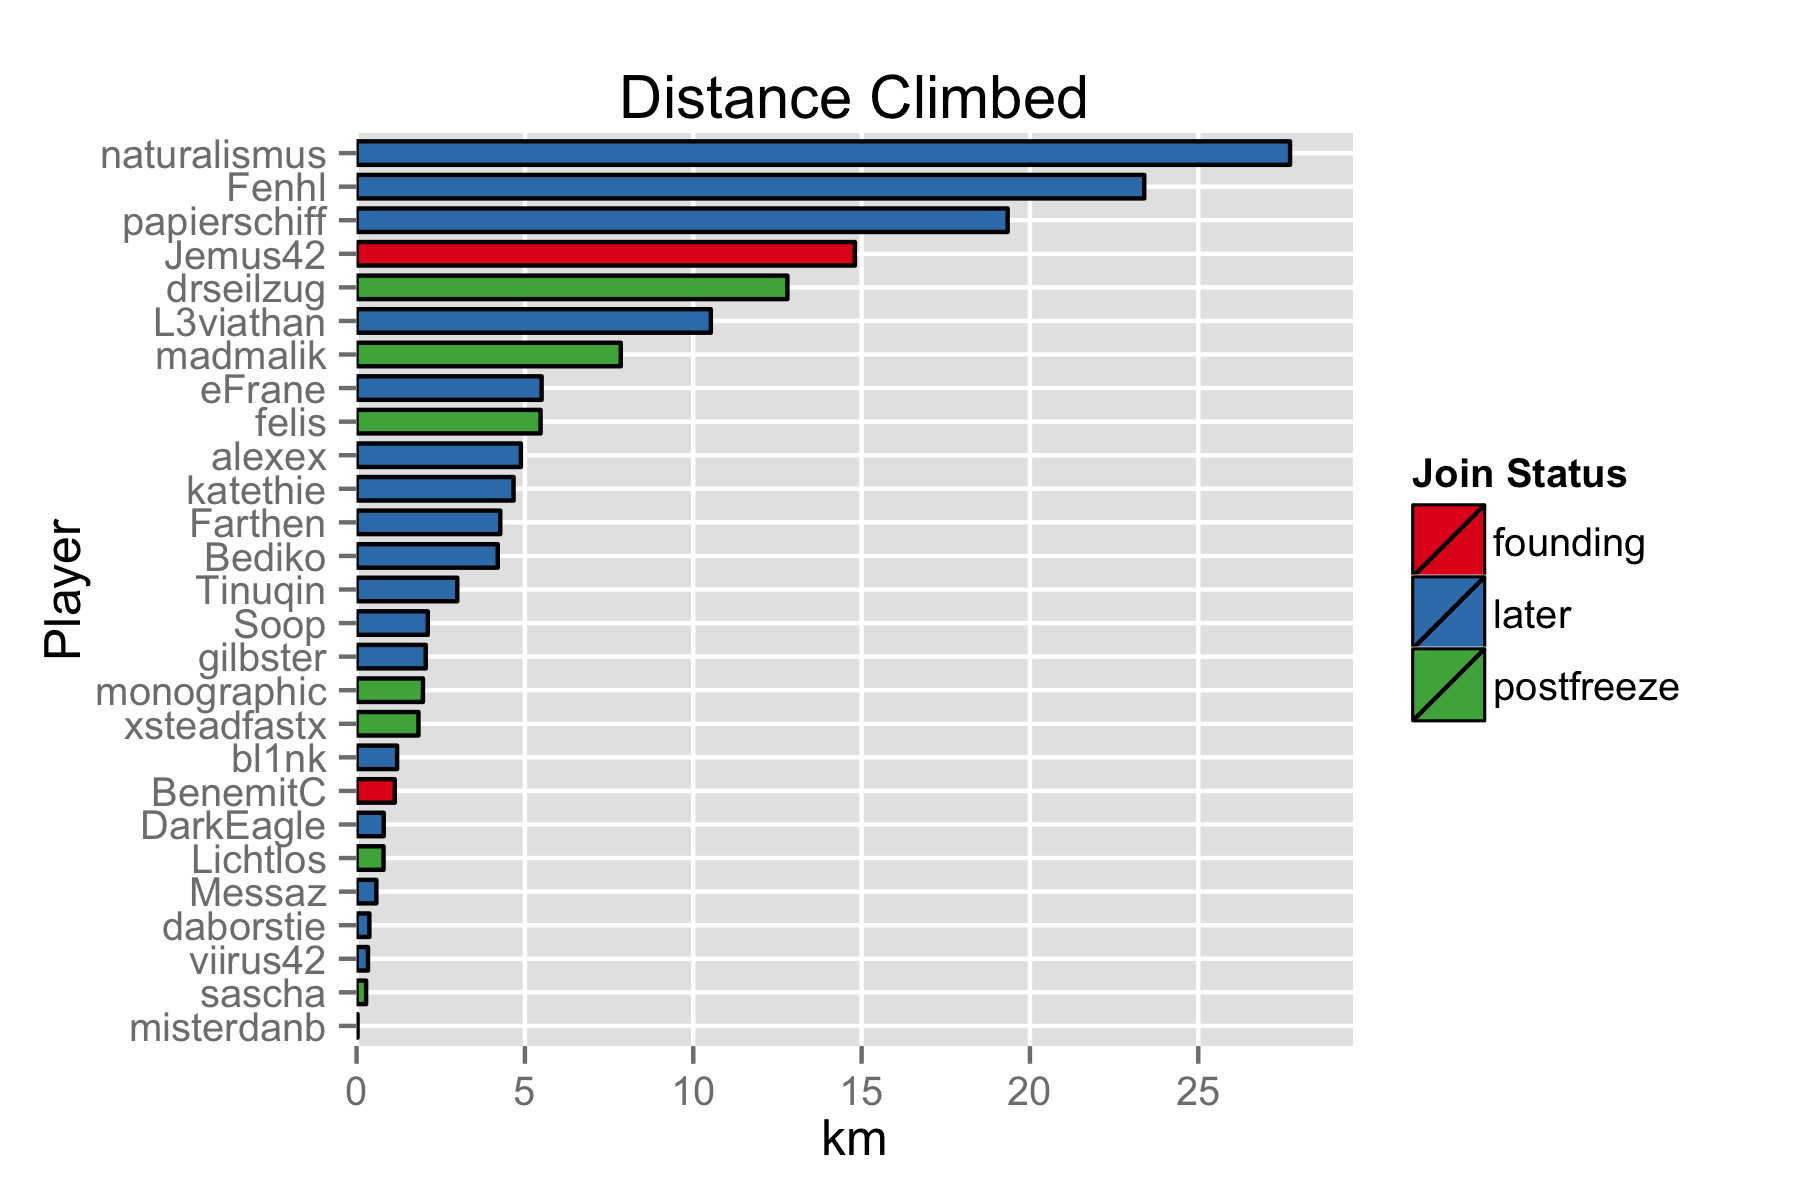 Distance Climbed
naturalismus
Fenhl
papierschiff
Jemus42
drseilzug
L3viathan
madmalik
eFrane
felis
alexex
katethie
Farthen
Bediko
Tinuqin
Soop
gilbster
monographic
xsteadfastx
bl1nk
BenemitC
DarkEagle
Lichtlos
Messaz
daborstie
viirus42
sascha
misterdanb
Player
0 5 10 15 20 25
km
Join Status
founding
later
postfreeze